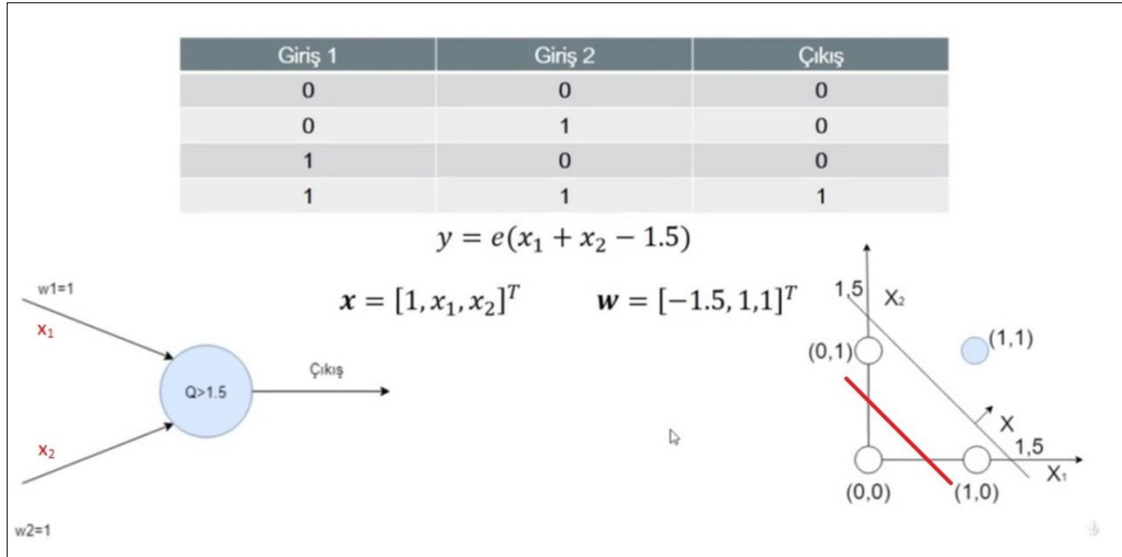 Giriş 1 Giriş 2 Çıkış
0 0 0
0 1 0
1 0 0
1 1 1
y = e(x₁ + x₂ − 1.5)
x = [1, x₁, x₂]ᵀ w = [−1.5, 1,1]ᵀ
w1=1
x₁
Q>1.5
Çıkış
x₂
w2=1
1,5
X₂
(0,1)
(1,1)
X
1,5
X₁
(0,0)
(1,0)